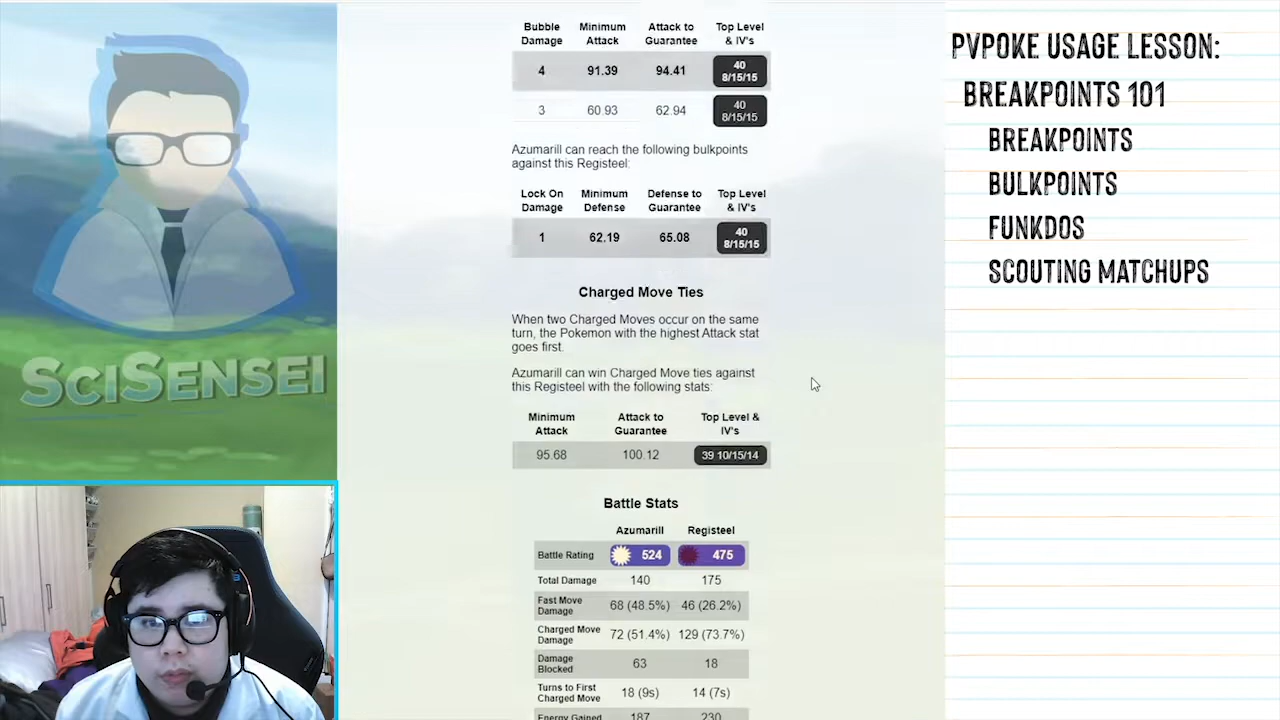 Bubble Damage Minimum Attack Attack to Guarantee Top Level & IV's
4 91.39 94.41 40 8/15/15
3 60.93 62.94 40 8/15/15
Azumarill can reach the following bulkpoints
against this Registeel:
Lock On Damage Minimum Defense Defense to Guarantee Top Level & IV's
1 62.19 65.08 40 8/15/15
Charged Move Ties
When two Charged Moves occur on the same
turn, the Pokemon with the highest Attack stat
goes first.
Azumarill can win Charged Move ties against
this Registeel with the following stats:
Minimum Attack Attack to Guarantee Top Level & IV's
95.68 100.12 39 10/15/14
Battle Stats
Azumarill Registeel
Battle Rating 524 475
Total Damage 140 175
Fast Move Damage 68 (48.5%) 46 (26.2%)
Charged Move Damage 72 (51.4%) 129 (73.7%)
Damage Blocked 63 18
Turns to First Charged Move 18 (9s) 14 (7s)
Energy Gained 187 230
SCISENSEI
PVPOKE USAGE LESSON:
BREAKPOINTS 101
BREAKPOINTS
BULKPOINTS
FUNKDOS
SCOUTING MATCHUPS